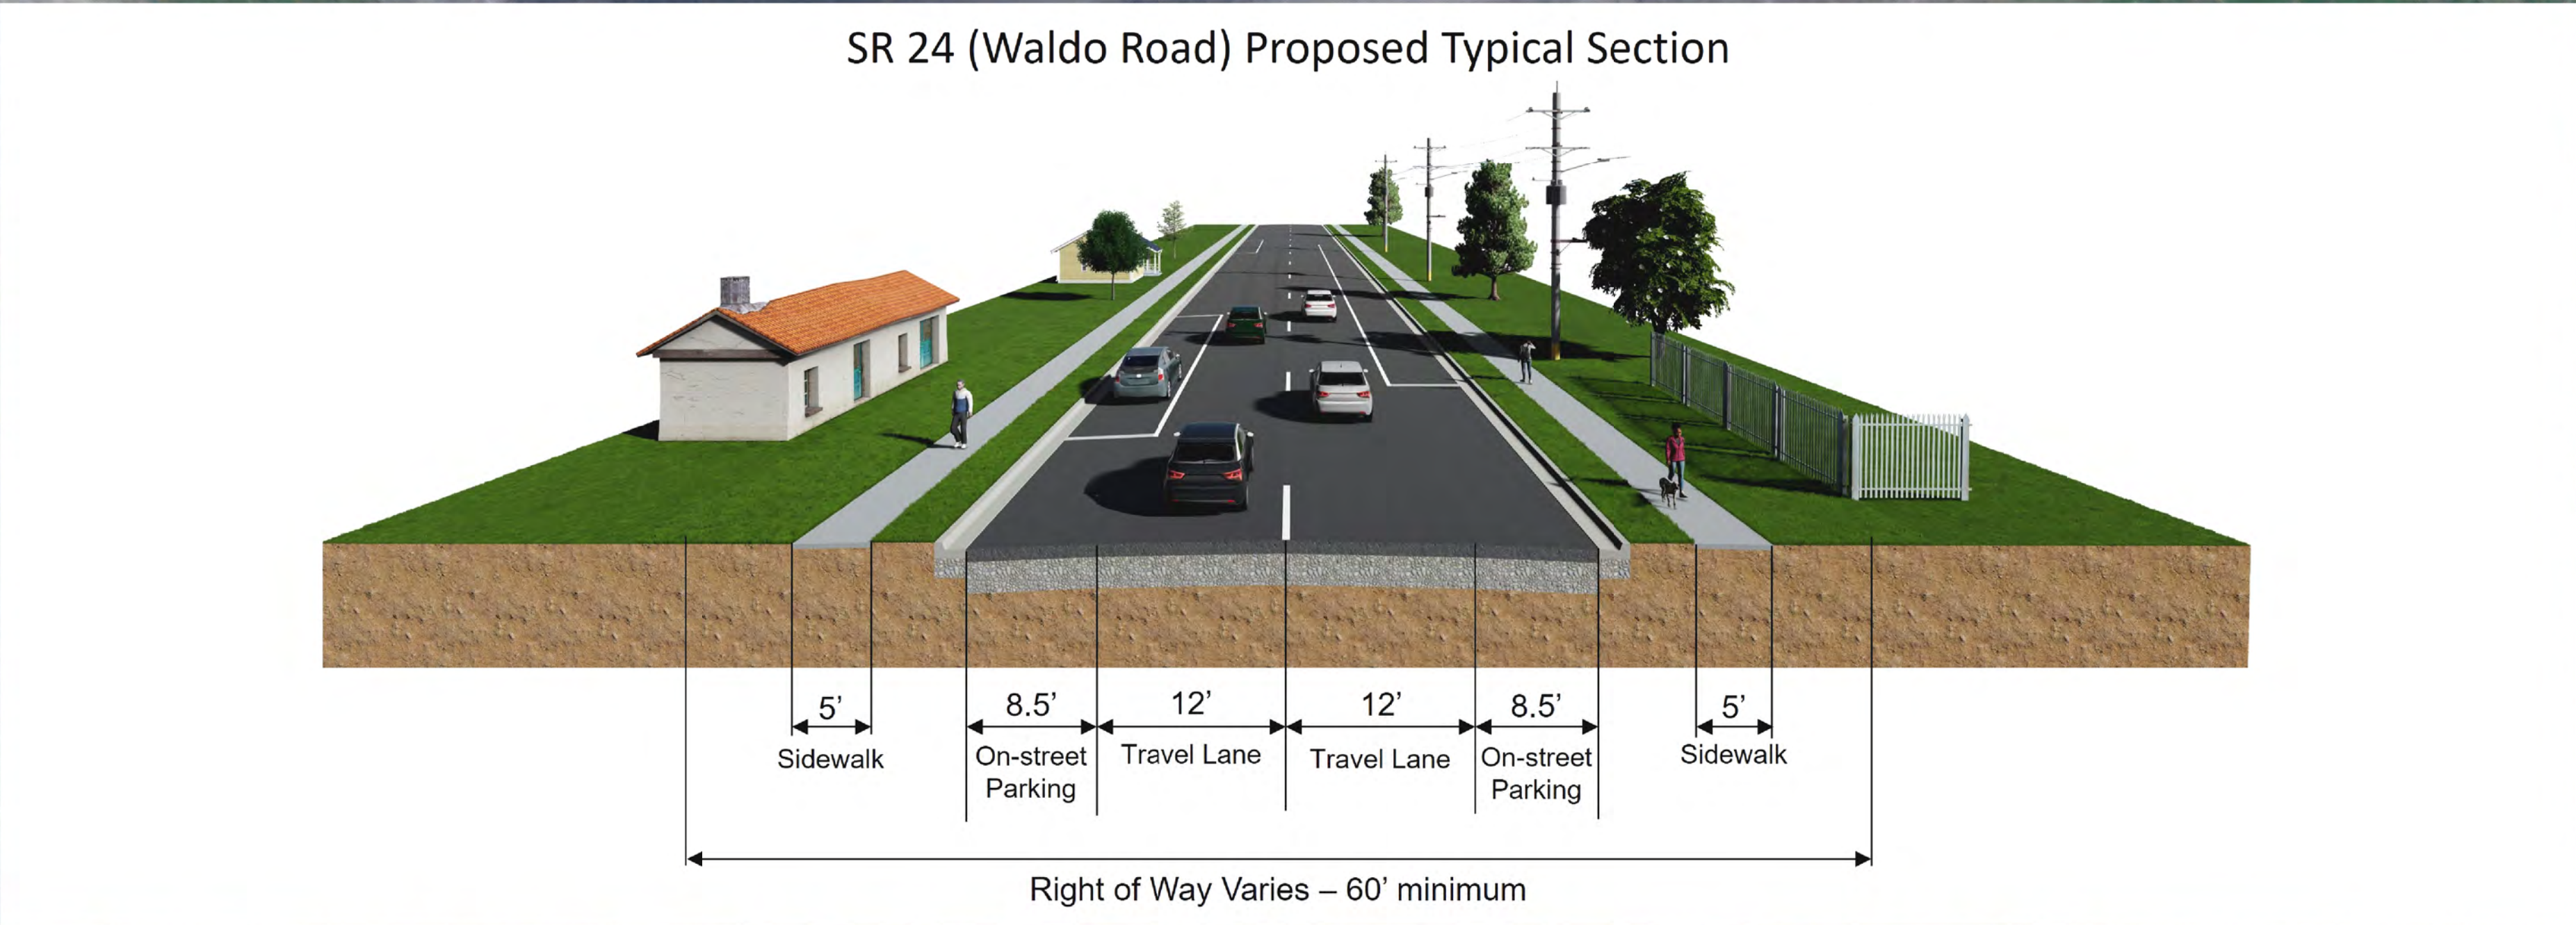 SR 24 (Waldo Road) Proposed Typical Section
5’
8.5’
12’
12’
8.5’
5’
Sidewalk
On-street
Parking
Travel Lane
Travel Lane
On-street
Parking
Sidewalk
Right of Way Varies – 60’ minimum